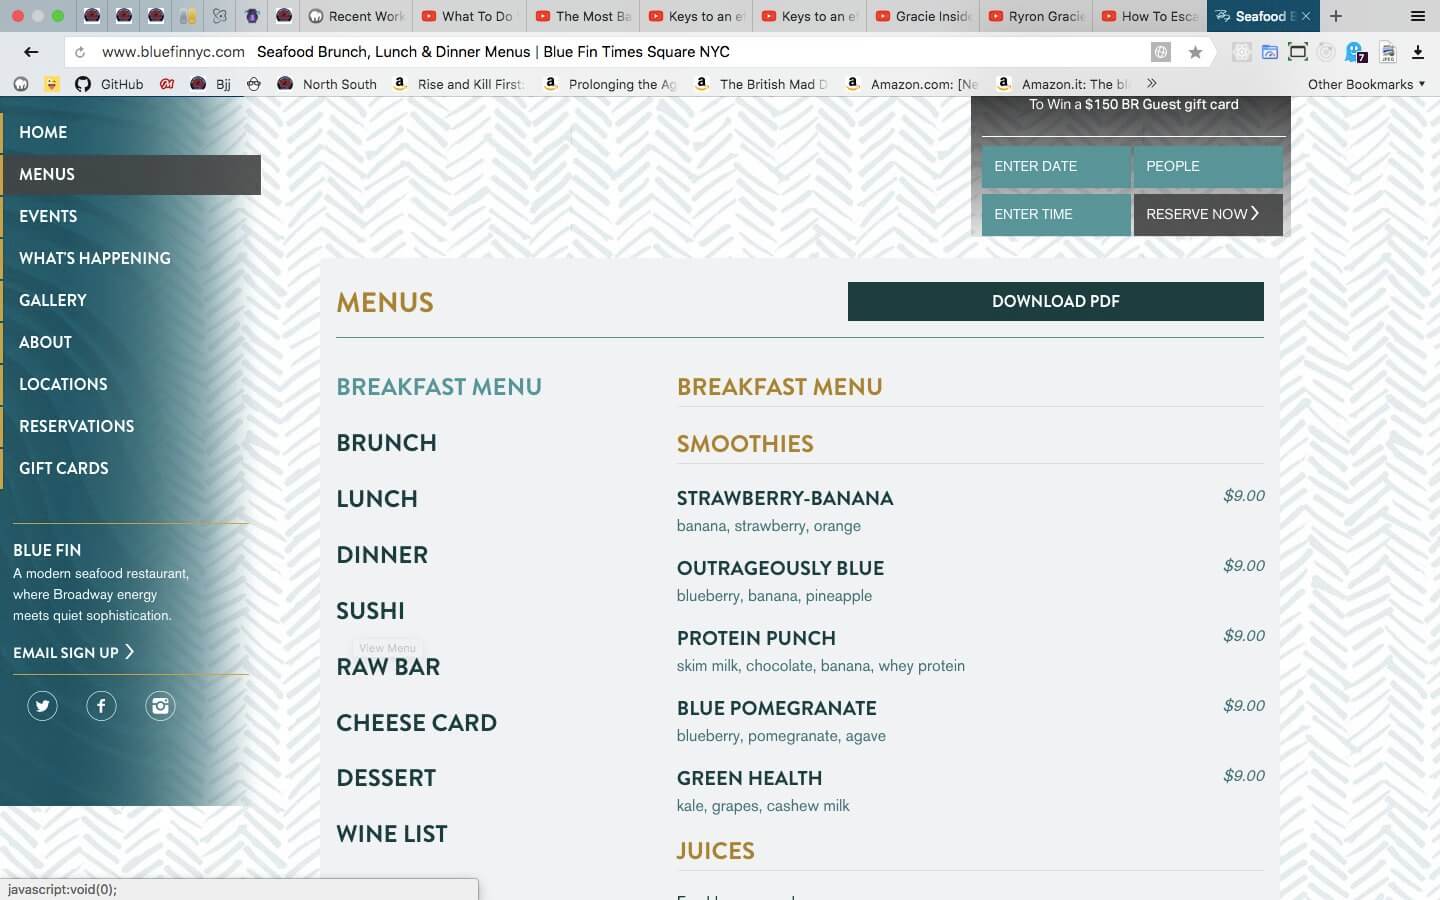 Recent Work
What To Do
The Most Ba
Keys to an ef
Keys to an ef
Gracie Inside
Ryron Gracie
How To Esca
Seafood B
www.bluefinnyc.com Seafood Brunch, Lunch & Dinner Menus | Blue Fin Times Square NYC
7
JPEG
GitHub
Bjj
North South
Rise and Kill First:
Prolonging the Ag
The British Mad D
Amazon.com: [Ne
Amazon.it: The bl
Other Bookmarks
HOME
MENUS
EVENTS
WHAT'S HAPPENING
GALLERY
ABOUT
LOCATIONS
RESERVATIONS
GIFT CARDS
BLUE FIN
A modern seafood restaurant,
where Broadway energy
meets quiet sophistication.
EMAIL SIGN UP
To Win a $150 BR Guest gift card
ENTER DATE
PEOPLE
ENTER TIME
RESERVE NOW
MENUS
DOWNLOAD PDF
BREAKFAST MENU
BRUNCH
LUNCH
DINNER
SUSHI
View Menu
RAW BAR
CHEESE CARD
DESSERT
WINE LIST
BREAKFAST MENU
SMOOTHIES
STRAWBERRY-BANANA $9.00
banana, strawberry, orange
OUTRAGEOUSLY BLUE $9.00
blueberry, banana, pineapple
PROTEIN PUNCH $9.00
skim milk, chocolate, banana, whey protein
BLUE POMEGRANATE $9.00
blueberry, pomegranate, agave
GREEN HEALTH $9.00
kale, grapes, cashew milk
JUICES
javascript:void(0);